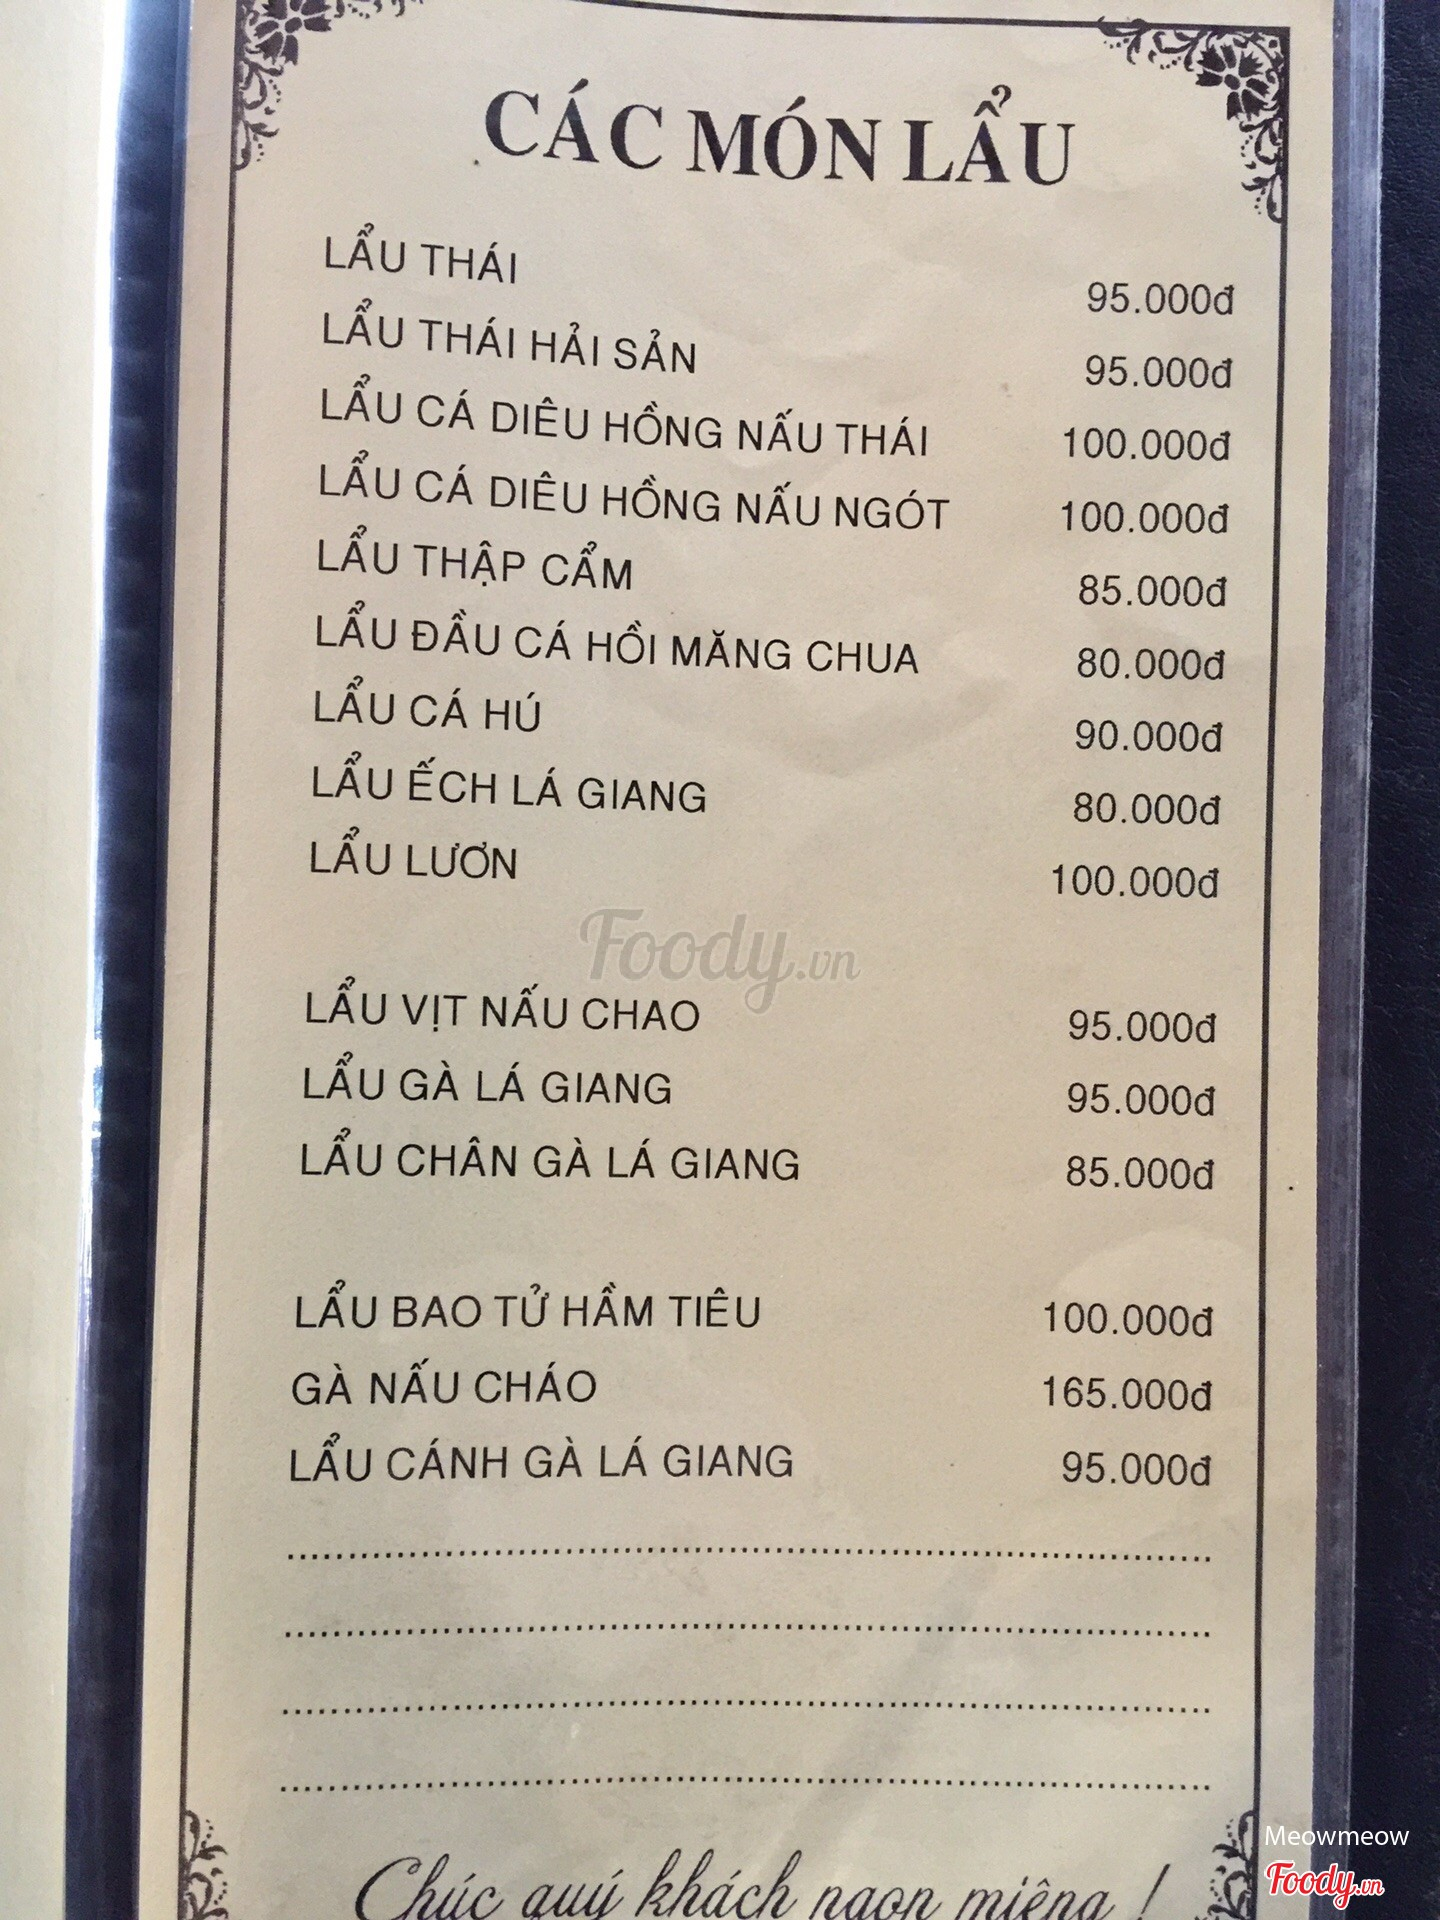 CÁC MÓN LẨU
LẨU THÁI 95.000đ
LẨU THÁI HẢI SẢN 95.000đ
LẨU CÁ DIÊU HỒNG NẤU THÁI 100.000đ
LẨU CÁ DIÊU HỒNG NẤU NGÓT 100.000đ
LẨU THẬP CẨM 85.000đ
LẨU ĐẦU CÁ HỒI MĂNG CHUA 80.000đ
LẨU CÁ HÚ 90.000đ
LẨU ẾCH LÁ GIANG 80.000đ
LẨU LƯƠN 100.000đ
Foody.vn
LẨU VỊT NẤU CHAO 95.000đ
LẨU GÀ LÁ GIANG 95.000đ
LẨU CHÂN GÀ LÁ GIANG 85.000đ
LẨU BAO TỬ HẦM TIÊU 100.000đ
GÀ NẤU CHÁO 165.000đ
LẨU CÁNH GÀ LÁ GIANG 95.000đ
Chúc quý khách ngon miệng !
Meowmeow
Foody.vn